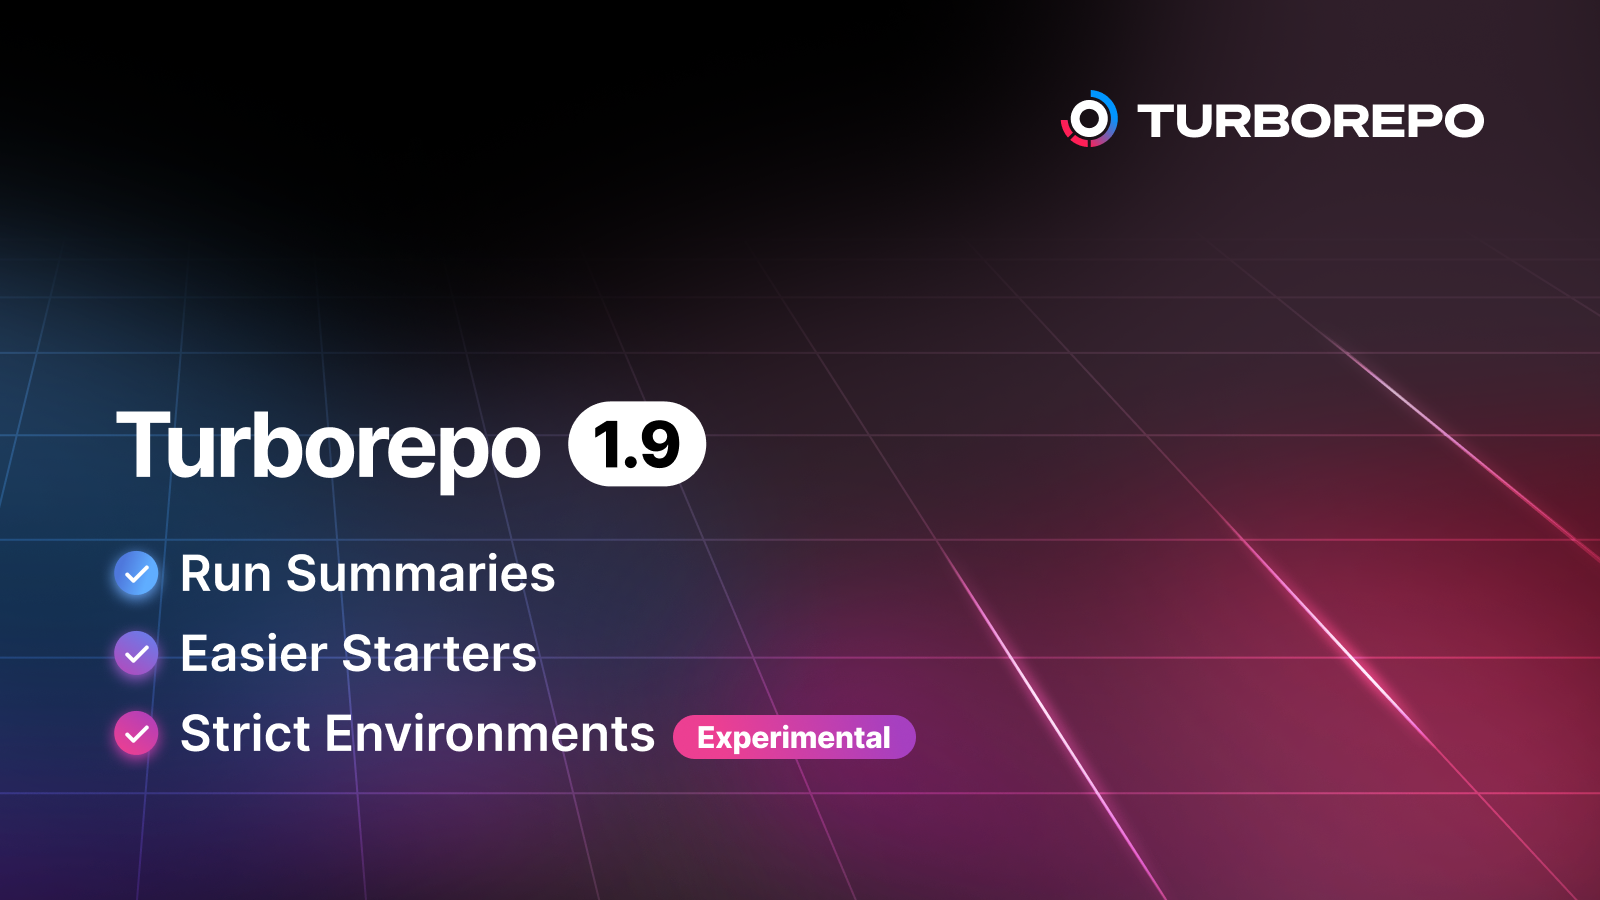 TURBOREPO
Turborepo 1.9
Run Summaries
Easier Starters
Strict Environments Experimental